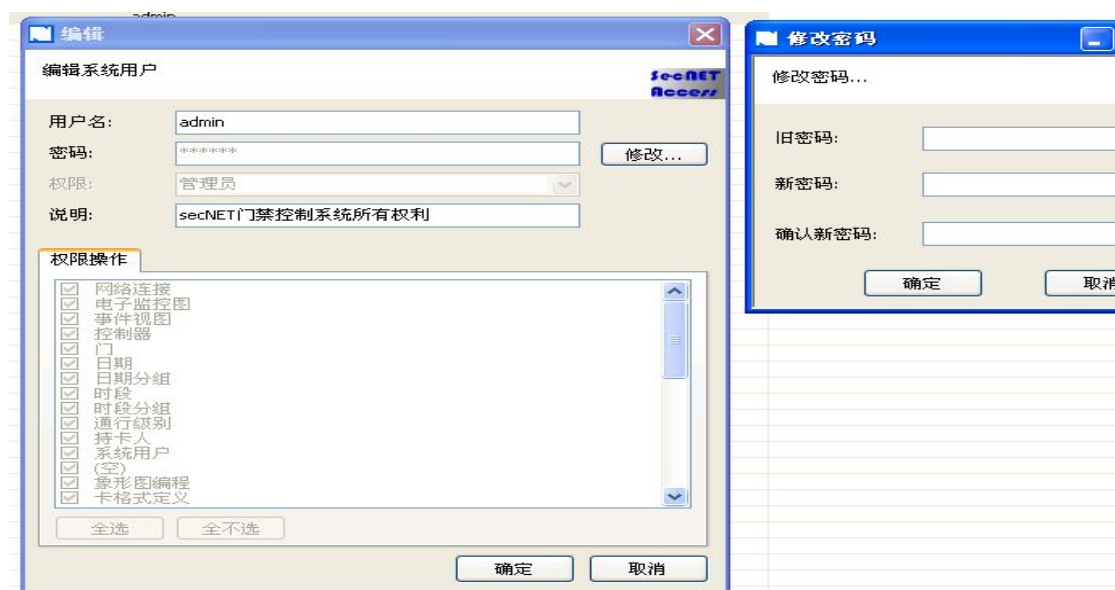 admin
编辑
编辑系统用户
SecNET
Access
用户名:
admin
密码:
******
修改...
权限:
管理员
说明:
secNET门禁控制系统所有权利
权限操作
网络连接
电子监控图
事件视图
控制器
门
日期
日期分组
时段
时段分组
通行级别
持卡人
系统用户
(空)
象形图编程
卡格式定义
全选
全不选
确定
取消
修改密码
修改密码...
旧密码:
新密码:
确认新密码:
确定
取消